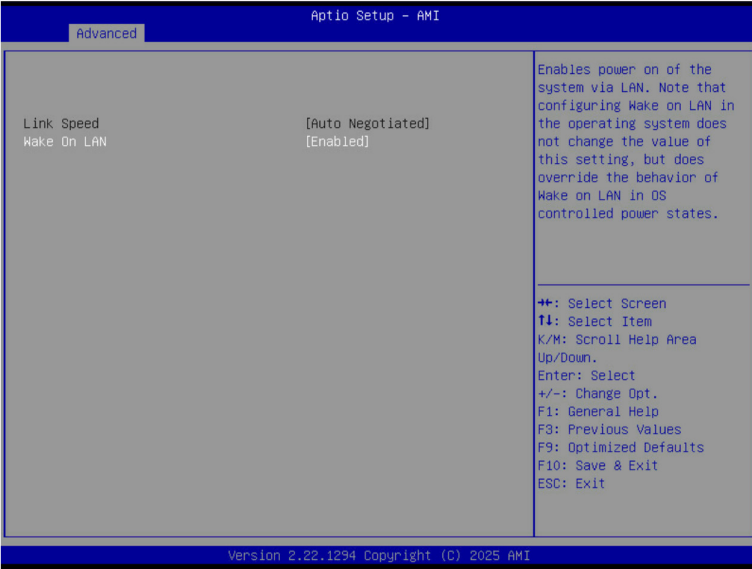 Aptio Setup – AMI
Advanced
Link Speed [Auto Negotiated]
Wake On LAN [Enabled]
Enables power on of the
system via LAN. Note that
configuring Wake on LAN in
the operating system does
not change the value of
this setting, but does
override the behavior of
Wake on LAN in OS
controlled power states.
→←: Select Screen
↑↓: Select Item
K/M: Scroll Help Area
Up/Down.
Enter: Select
+/-: Change Opt.
F1: General Help
F3: Previous Values
F9: Optimized Defaults
F10: Save & Exit
ESC: Exit
Version 2.22.1294 Copyright (C) 2025 AMI